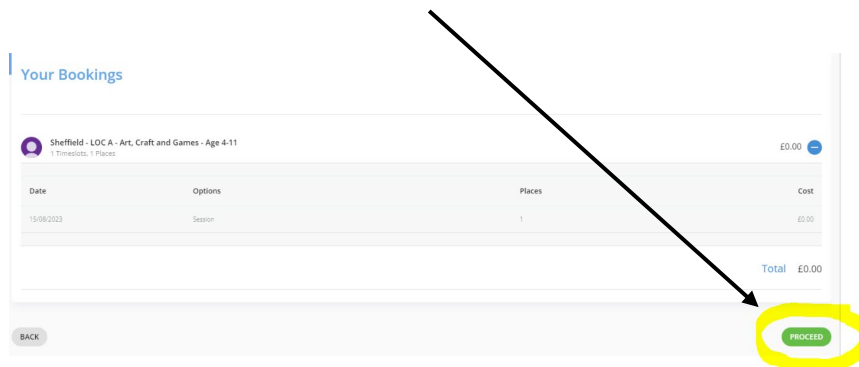 Your Bookings
Sheffield - LOC A - Art, Craft and Games - Age 4-11 £0.00
1 Timeslots, 1 Places
Date Options Places Cost
15/08/2023 Session 1 £0.00
Total £0.00
BACK PROCEED